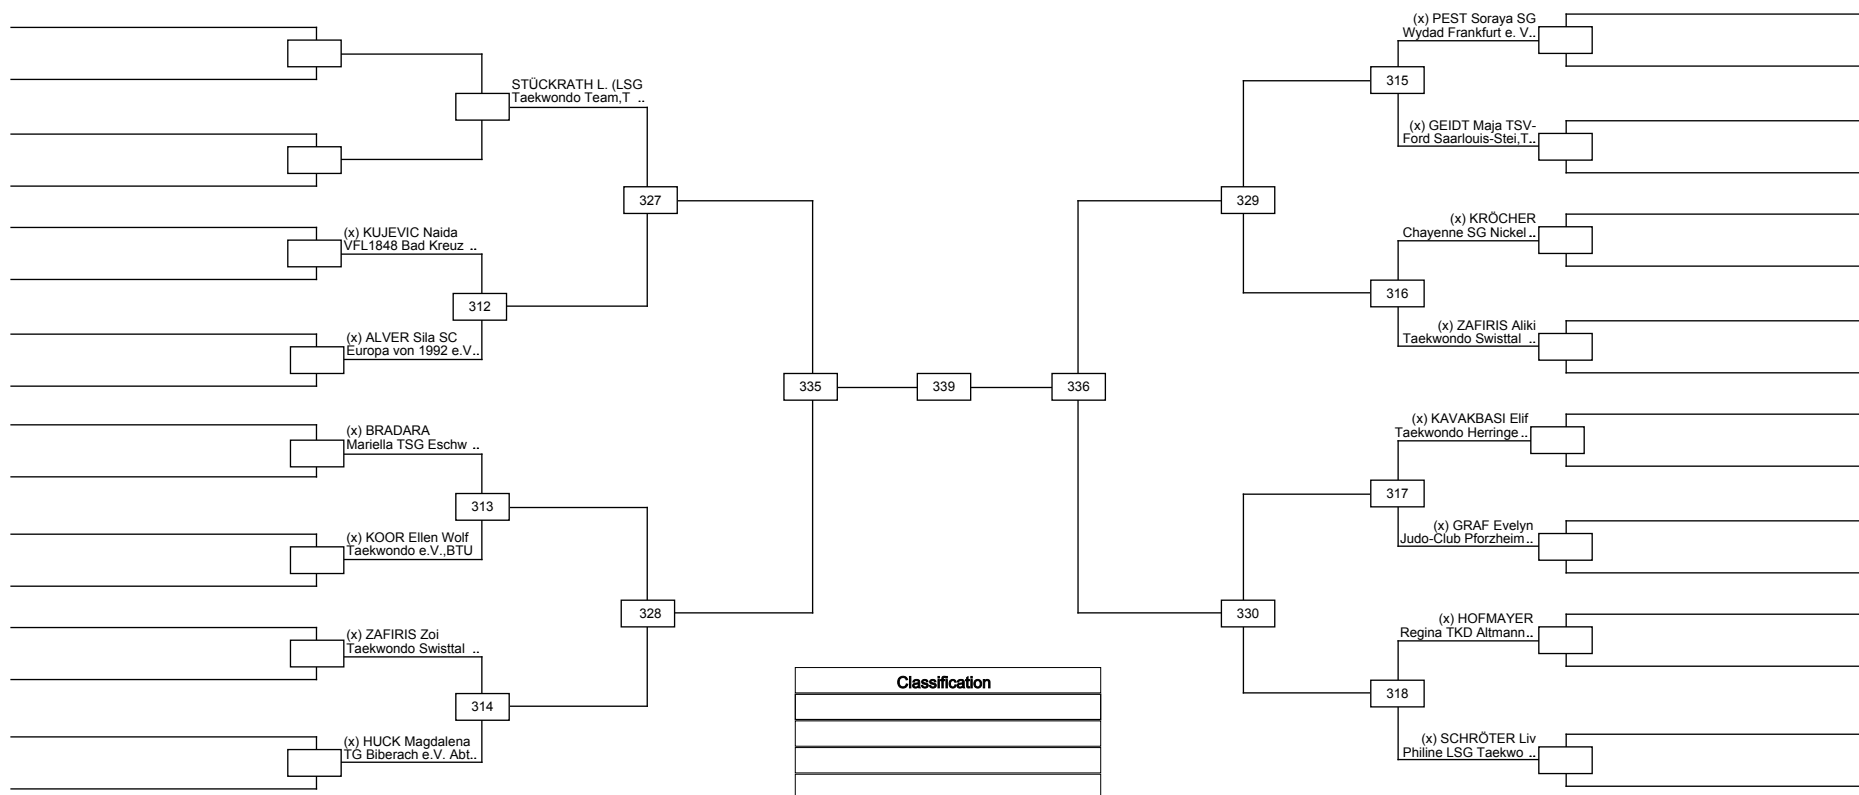 STÜCKRATH L. (LSG
Taekwondo Team,T ..
327
(x) KUJEVIC Naida
VFL1848 Bad Kreuz ..
312
(x) ALVER Sila SC
Europa von 1992 e.V..
335
(x) BRADARA
Mariella TSG Eschw ..
313
(x) KOOR Ellen Wolf
Taekwondo e.V.,BTU
328
(x) ZAFIRIS Zoi
Taekwondo Swisttal ..
314
(x) HUCK Magdalena
TG Biberach e.V. Abt..
339
Classification
336
(x) PEST Soraya SG
Wydad Frankfurt e. V..
315
(x) GEIDT Maja TSV-
Ford Saarlouis-Stei,T..
329
(x) KRÖCHER
Chayenne SG Nickel ..
316
(x) ZAFIRIS Aliki
Taekwondo Swisttal ..
(x) KAVAKBASI Elif
Taekwondo Herringe ..
317
(x) GRAF Evelyn
Judo-Club Pforzheim ..
330
(x) HOFMAYER
Regina TKD Altmann..
318
(x) SCHRÖTER Liv
Philine LSG Taekwo ..